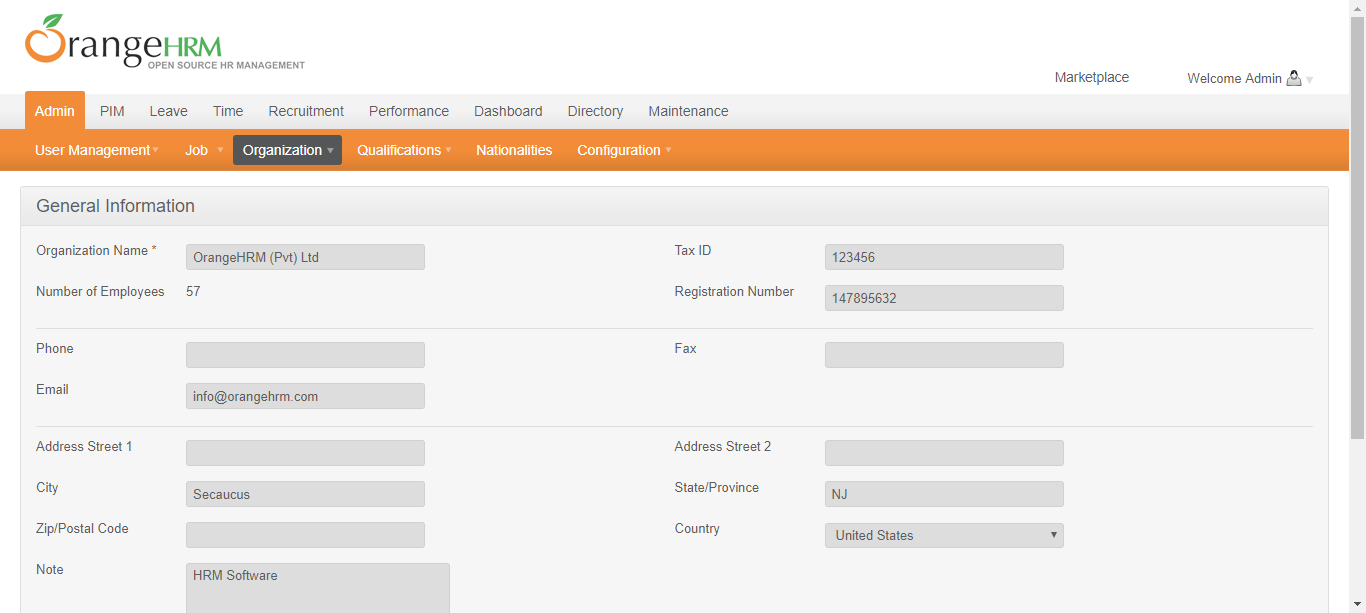 OrangeHRM
OPEN SOURCE HR MANAGEMENT
Marketplace Welcome Admin
Admin PIM Leave Time Recruitment Performance Dashboard Directory Maintenance
User Management Job Organization Qualifications Nationalities Configuration
General Information
Organization Name * OrangeHRM (Pvt) Ltd Tax ID 123456
Number of Employees 57 Registration Number 147895632
Phone Fax
Email info@orangehrm.com
Address Street 1 Address Street 2
City Secaucus State/Province NJ
Zip/Postal Code Country United States
Note HRM Software